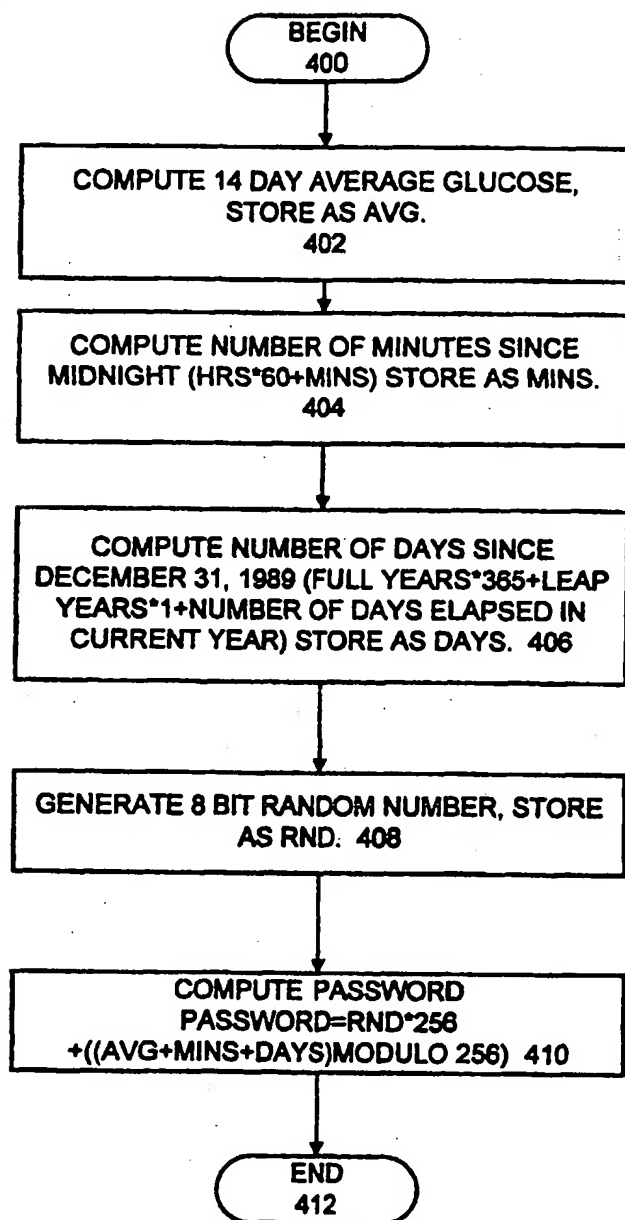 BEGIN
400
COMPUTE 14 DAY AVERAGE GLUCOSE,
STORE AS AVG.
402
COMPUTE NUMBER OF MINUTES SINCE
MIDNIGHT (HRS*60+MINS) STORE AS MINS.
404
COMPUTE NUMBER OF DAYS SINCE
DECEMBER 31, 1989 (FULL YEARS*365+LEAP
YEARS*1+NUMBER OF DAYS ELAPSED IN
CURRENT YEAR) STORE AS DAYS. 406
GENERATE 8 BIT RANDOM NUMBER, STORE
AS RND. 408
COMPUTE PASSWORD
PASSWORD=RND*256
+((AVG+MINS+DAYS)MODULO 256) 410
END
412